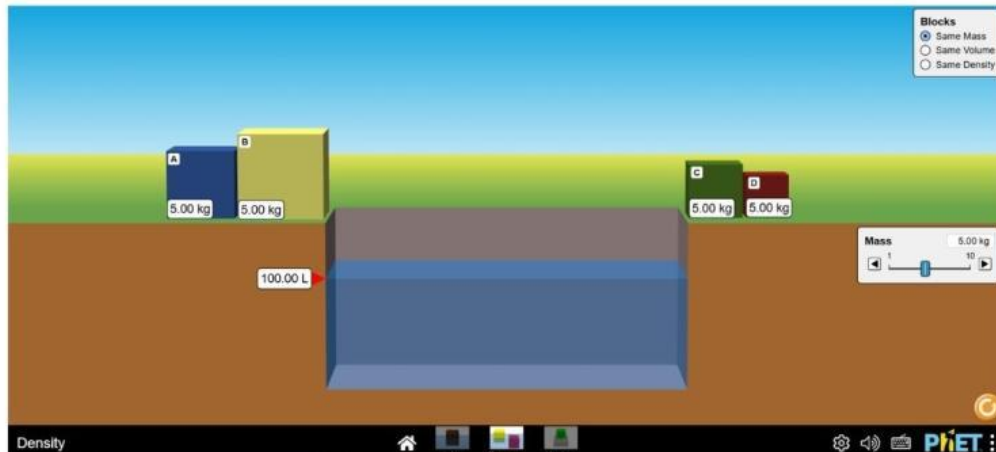 Blocks
Same Mass
Same Volume
Same Density
A
B
C
D
5.00 kg
5.00 kg
5.00 kg
5.00 kg
Mass
5.00 kg
1
10
100.00 L
Density
PhET